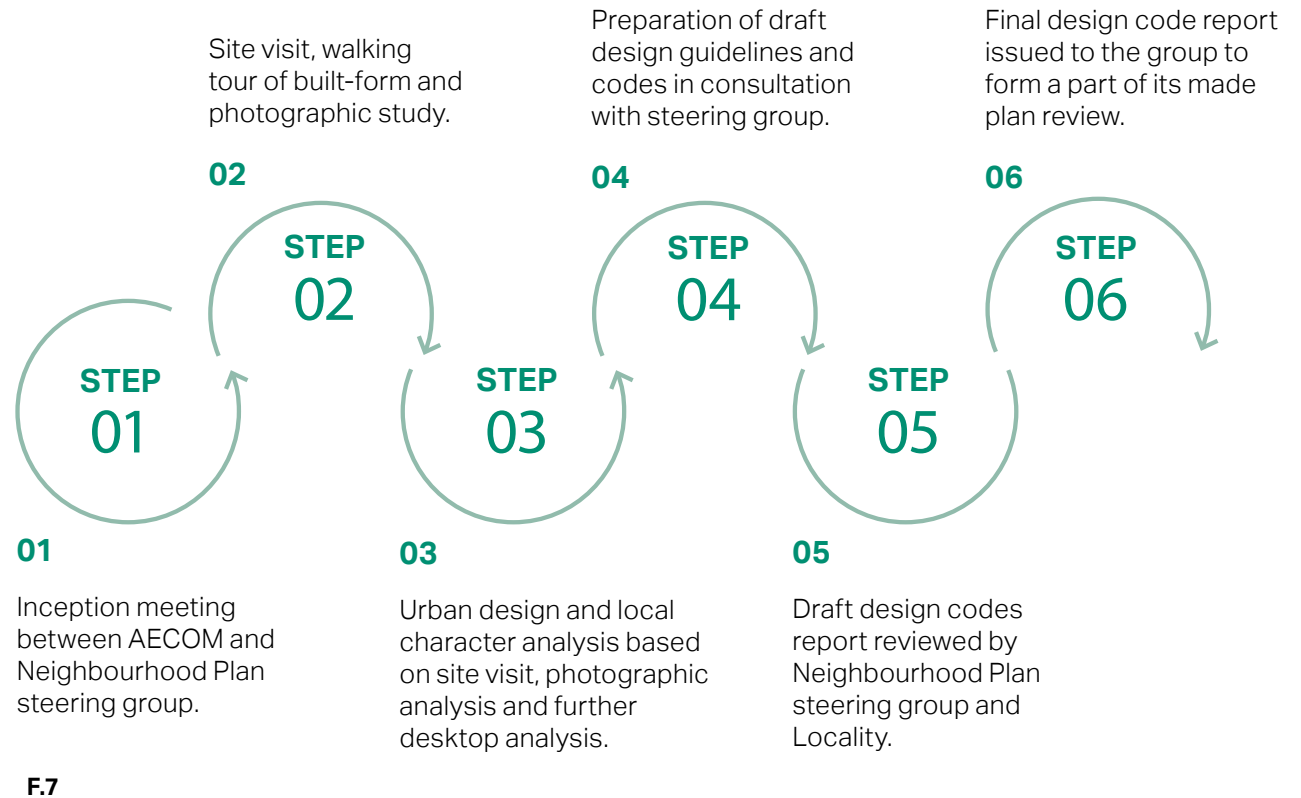 Site visit, walking
tour of built-form and
photographic study.
02
Preparation of draft
design guidelines and
codes in consultation
with steering group.
04
Final design code report
issued to the group to
form a part of its made
plan review.
06
STEP
01
STEP
02
STEP
03
STEP
04
STEP
05
STEP
06
01
Inception meeting
between AECOM and
Neighbourhood Plan
steering group.
03
Urban design and local
character analysis based
on site visit, photographic
analysis and further
desktop analysis.
05
Draft design codes
report reviewed by
Neighbourhood Plan
steering group and
Locality.
F.7